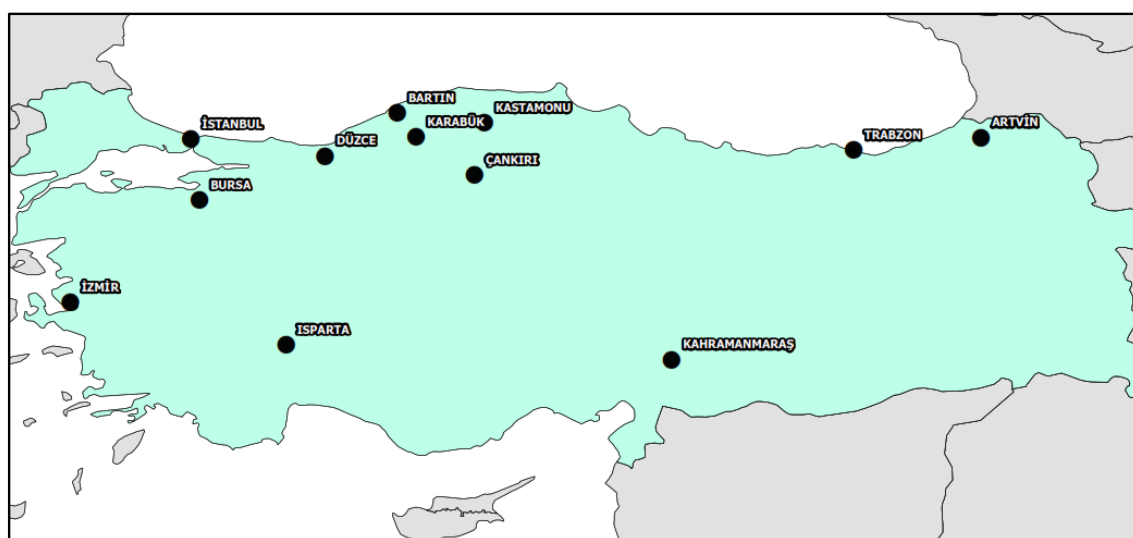 BARTIN
KASTAMONU
İSTANBUL
KARABÜK
DÜZCE
TRABZON
ARTVİN
ÇANKIRI
BURSA
İZMİR
ISPARTA
KAHRAMANMARAŞ